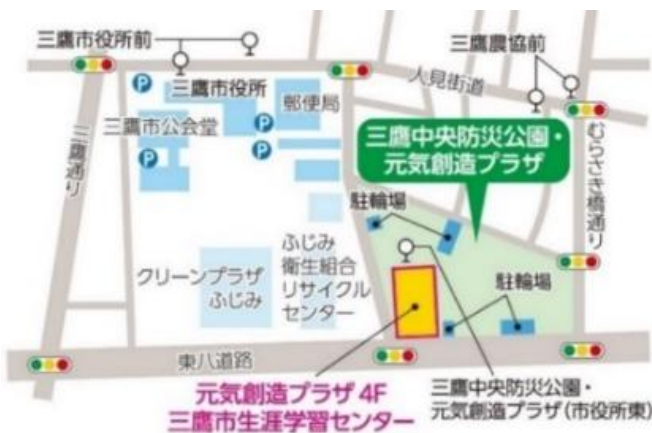 三鷹市役所前
三鷹農協前
P
三鷹市役所
郵便局
人見街道
三鷹市公会堂
P
P
三鷹通り
三鷹中央防災公園・
元気創造プラザ
むらさき橋通り
駐輪場
ふじみ
衛生組合
リサイクル
センター
クリーンプラザ
ふじみ
駐輪場
東八道路
元気創造プラザ 4F
三鷹市生涯学習センター
三鷹中央防災公園・
元気創造プラザ(市役所東)